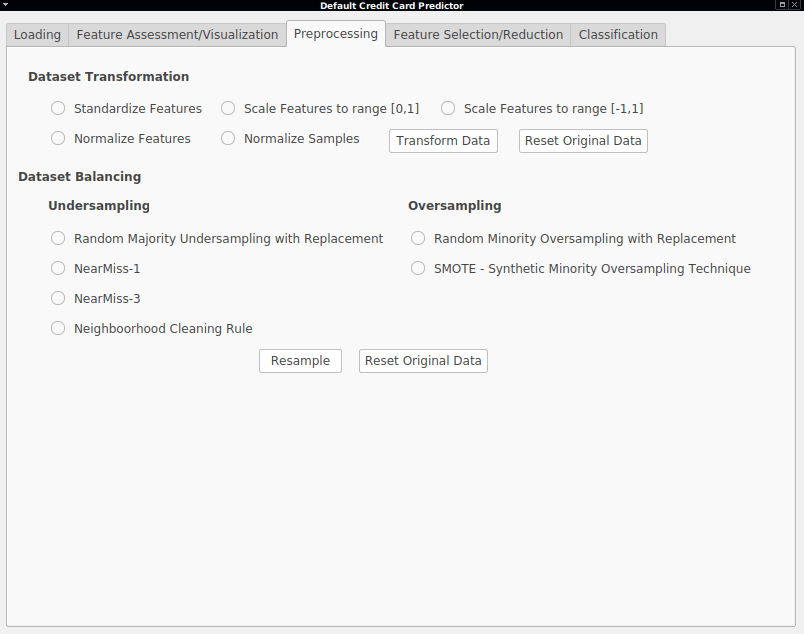 Default Credit Card Predictor
Loading Feature Assessment/Visualization Preprocessing Feature Selection/Reduction Classification
Dataset Transformation
Standardize Features Scale Features to range [0,1] Scale Features to range [-1,1]
Normalize Features Normalize Samples Transform Data Reset Original Data
Dataset Balancing
Undersampling Oversampling
Random Majority Undersampling with Replacement Random Minority Oversampling with Replacement
NearMiss-1 SMOTE - Synthetic Minority Oversampling Technique
NearMiss-3
Neighboorhood Cleaning Rule
Resample Reset Original Data